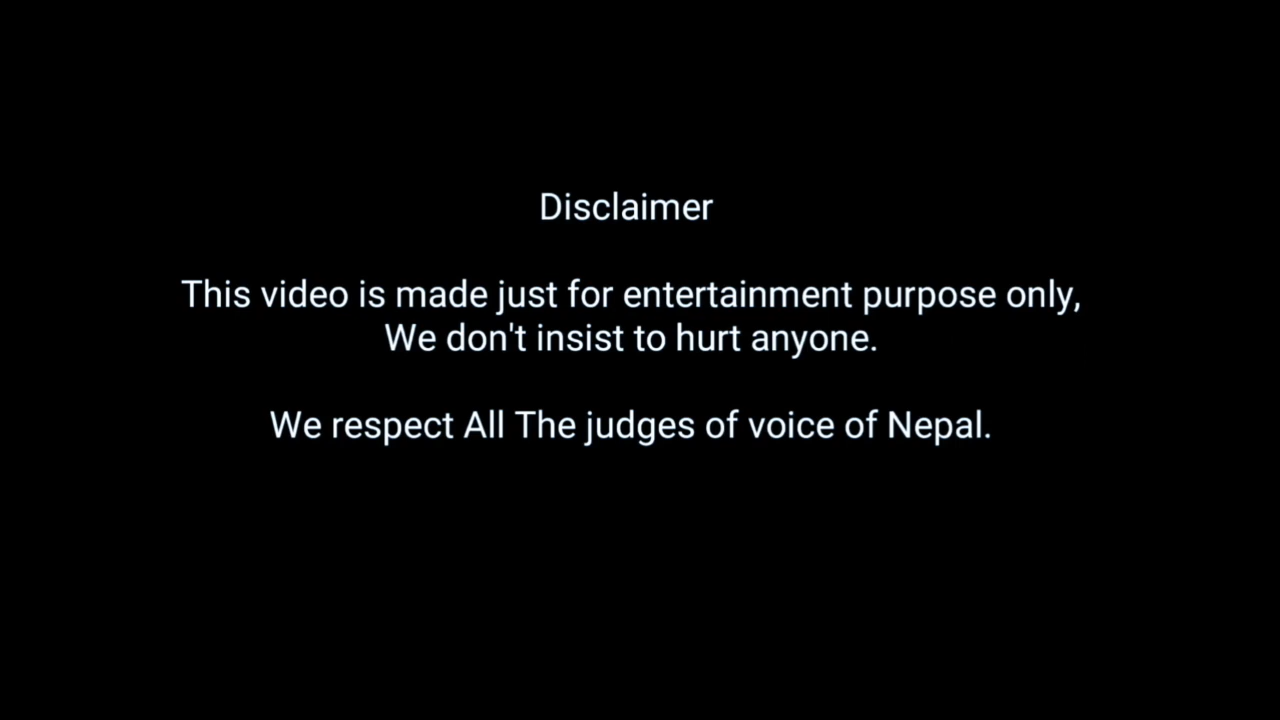 Disclaimer
This video is made just for entertainment purpose only,
We don't insist to hurt anyone.
We respect All The judges of voice of Nepal.